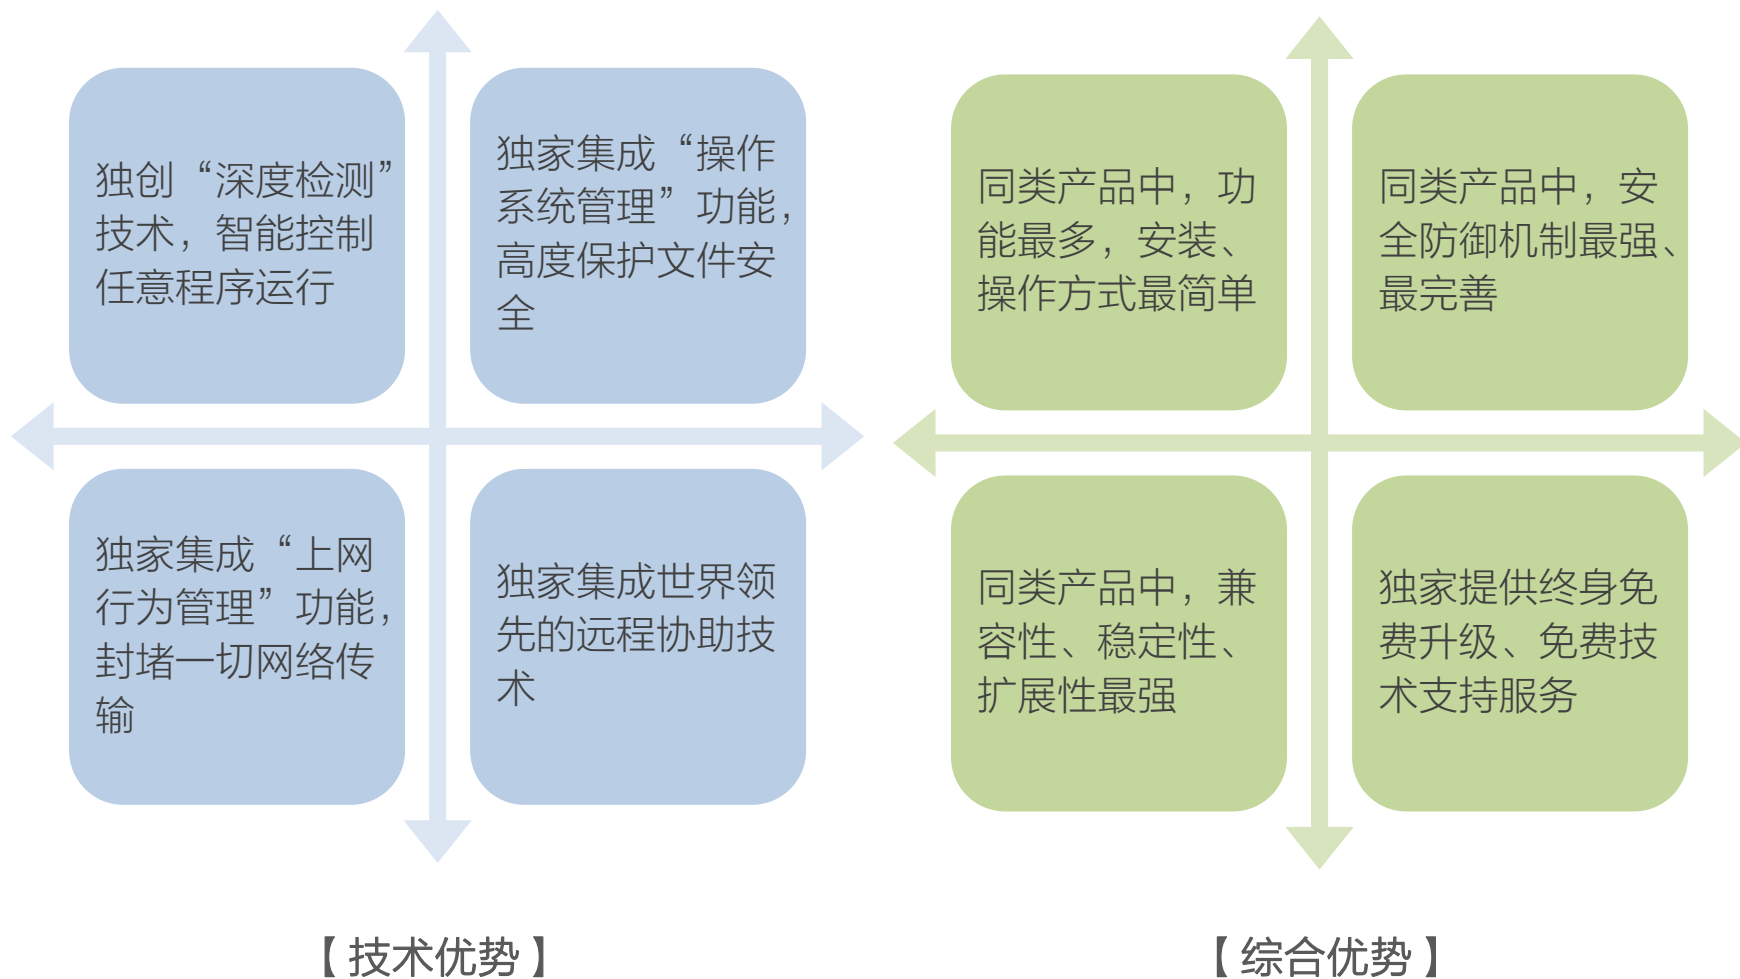 独创“深度检测”
技术，智能控制
任意程序运行
独家集成“操作
系统管理”功能，
高度保护文件安
全
独家集成“上网
行为管理”功能，
封堵一切网络传
输
独家集成世界领
先的远程协助技
术
【 技术优势 】
同类产品中，功
能最多，安装、
操作方式最简单
同类产品中，安
全防御机制最强、
最完善
同类产品中，兼
容性、稳定性、
扩展性最强
独家提供终身免
费升级、免费技
术支持服务
【 综合优势 】